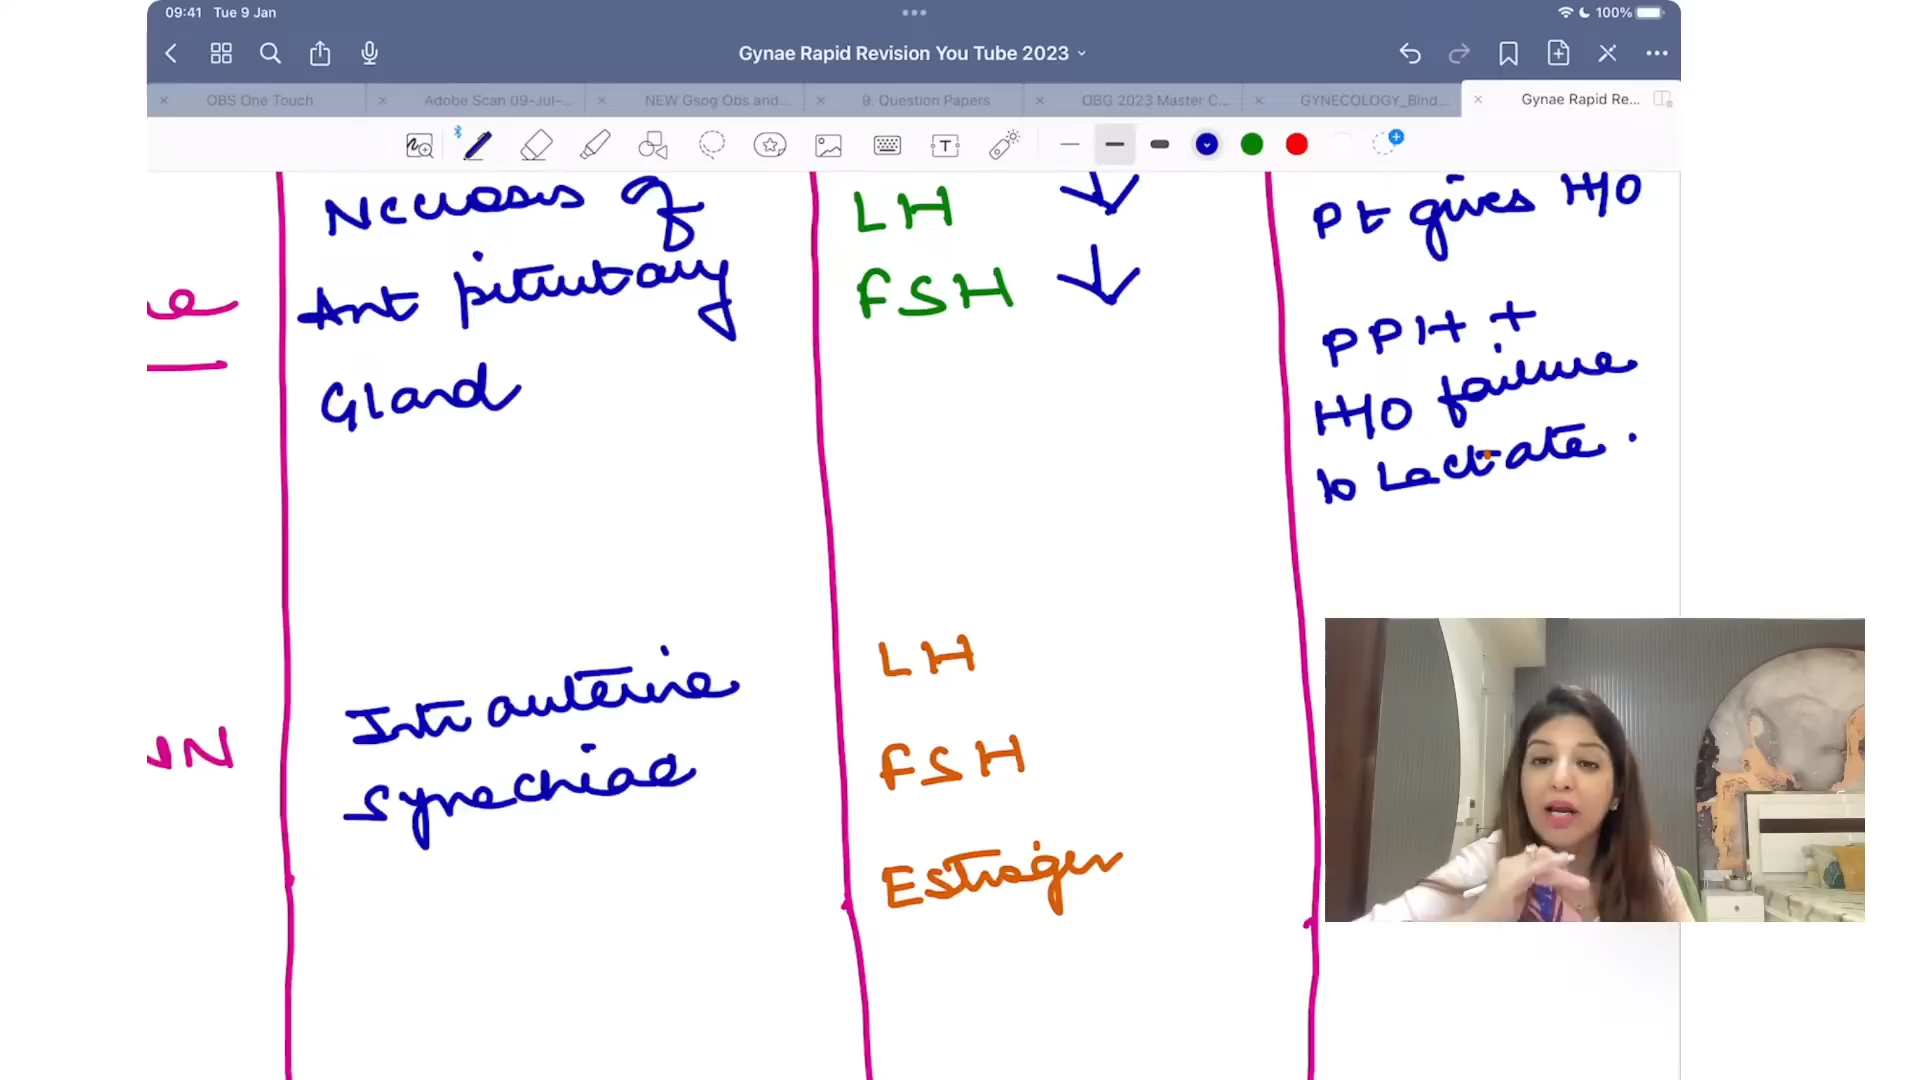 09:41 Tue 9 Jan
100%
Gynae Rapid Revision You Tube 2023
OBS One Touch
Adobe Scan 09-Jul-...
NEW Gsog Obs and...
9. Question Papers
OBG 2023 Master C...
GYNECOLOGY_Bind...
Gynae Rapid Re...
T
Necrosis of
Ant pitutary
Gland
LH ↓
FSH ↓
Pt gives H/O
PPH +
H/O failure
to Lactate.
Intrauterine
Synechiae
LH
FSH
Estrogen